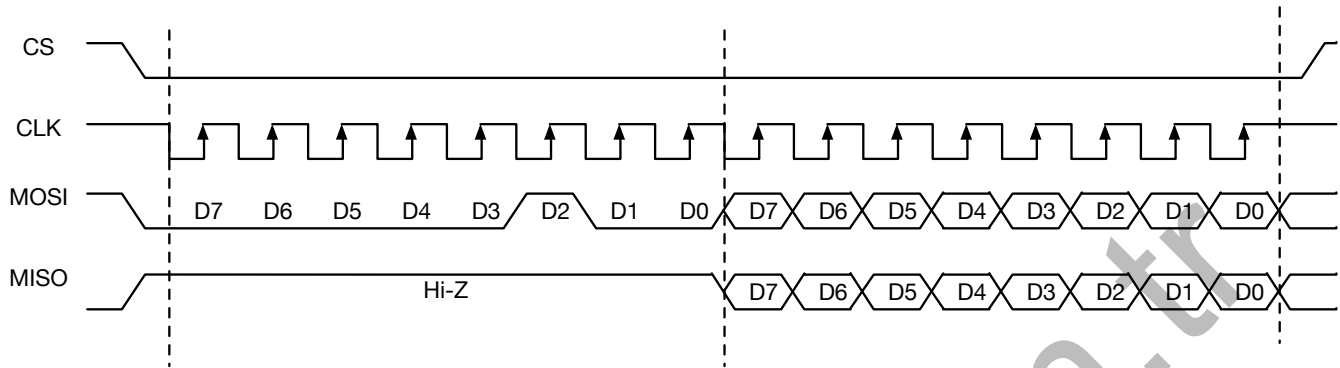 CS
CLK
MOSI D7 D6 D5 D4 D3 D2 D1 D0 D7 D6 D5 D4 D3 D2 D1 D0
MISO Hi-Z D7 D6 D5 D4 D3 D2 D1 D0
.tr